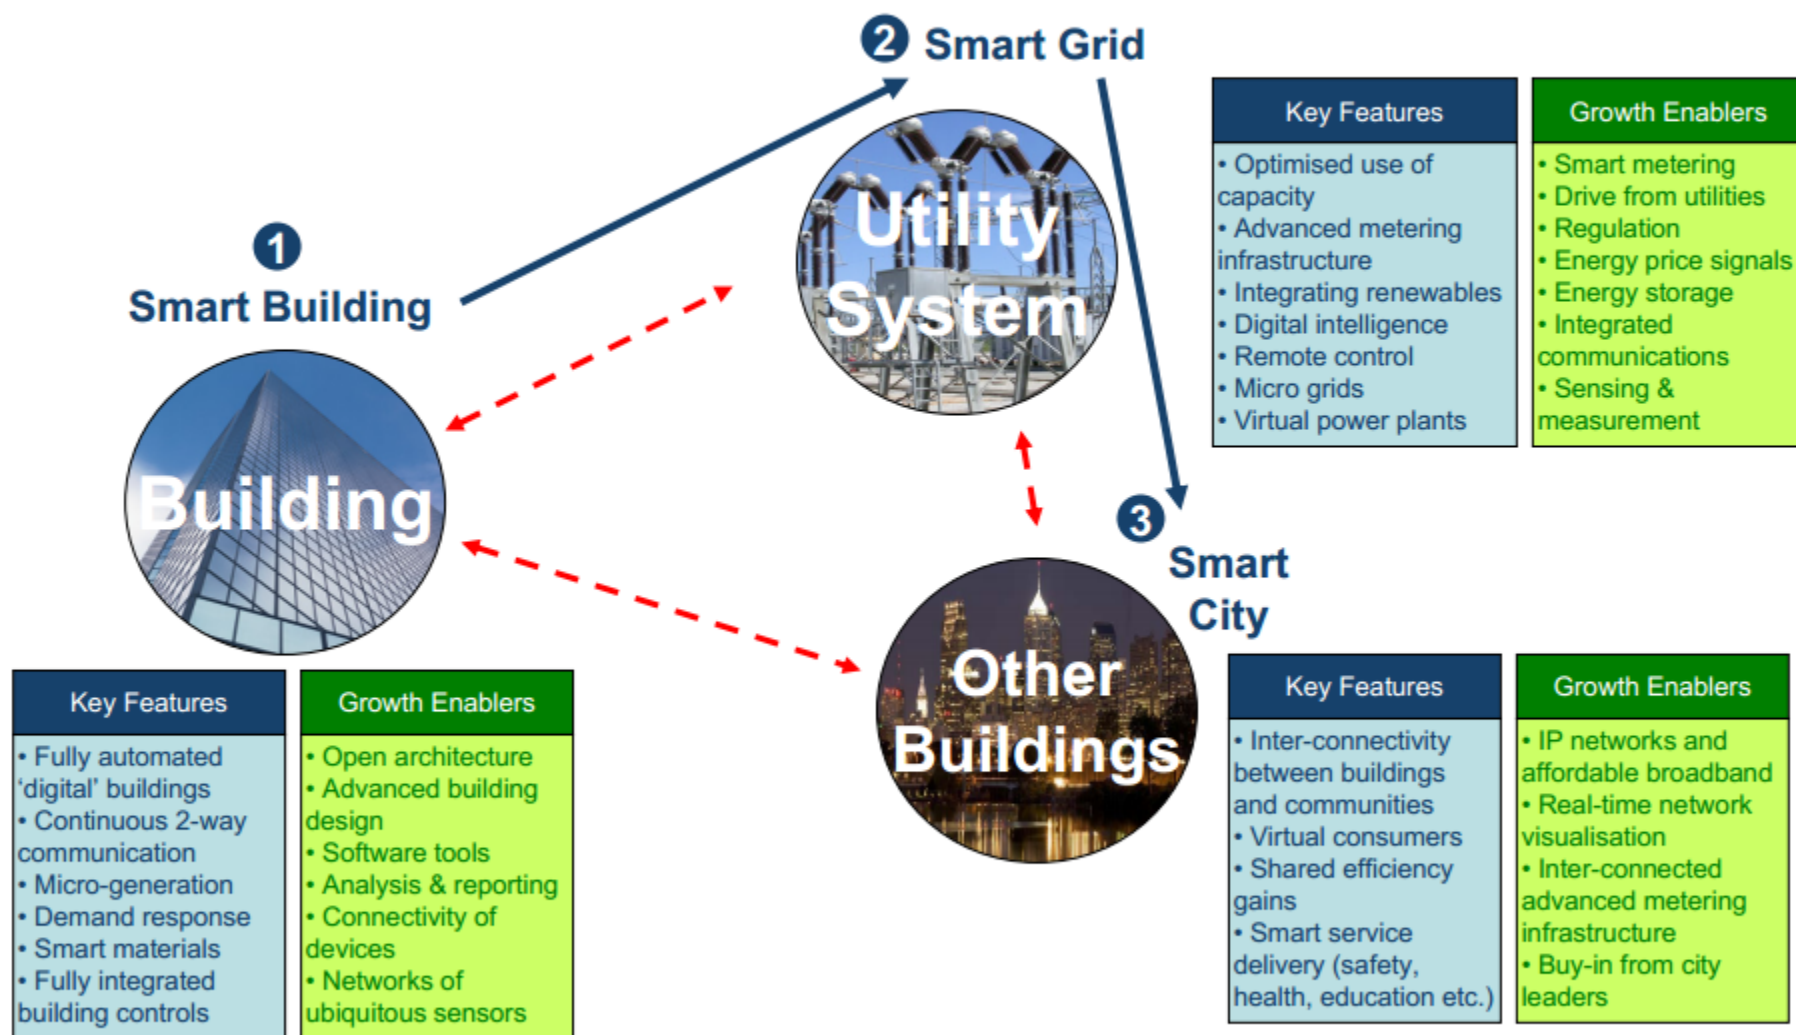 2 Smart Grid
Utility
System
Key Features
• Optimised use of
capacity
• Advanced metering
infrastructure
• Integrating renewables
• Digital intelligence
• Remote control
• Micro grids
• Virtual power plants
Growth Enablers
• Smart metering
• Drive from utilities
• Regulation
• Energy price signals
• Energy storage
• Integrated
communications
• Sensing &
measurement
1
Smart Building
Building
Key Features
• Fully automated
‘digital’ buildings
• Continuous 2-way
communication
• Micro-generation
• Demand response
• Smart materials
• Fully integrated
building controls
Growth Enablers
• Open architecture
• Advanced building
design
• Software tools
• Analysis & reporting
• Connectivity of
devices
• Networks of
ubiquitous sensors
3
Smart
City
Other
Buildings
Key Features
• Inter-connectivity
between buildings
and communities
• Virtual consumers
• Shared efficiency
gains
• Smart service
delivery (safety,
health, education etc.)
Growth Enablers
• IP networks and
affordable broadband
• Real-time network
visualisation
• Inter-connected
advanced metering
infrastructure
• Buy-in from city
leaders